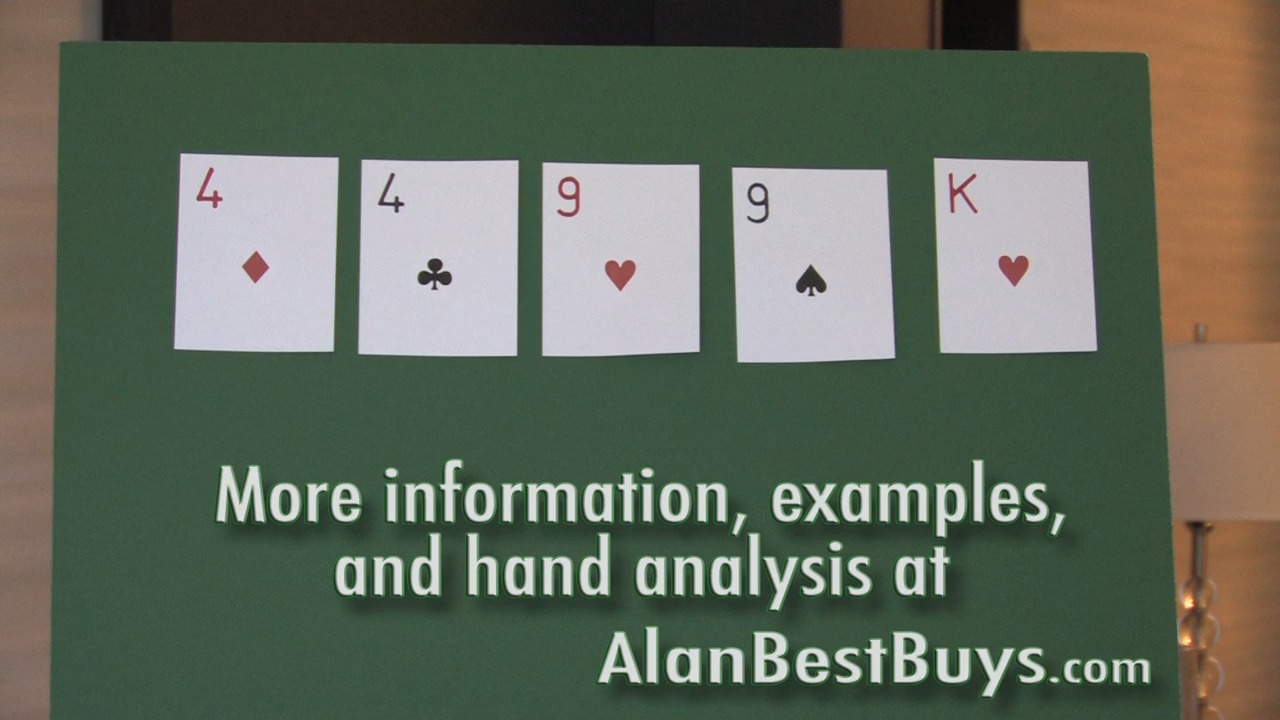 4 4 9 9 K
More information, examples,
and hand analysis at
AlanBestBuys.com